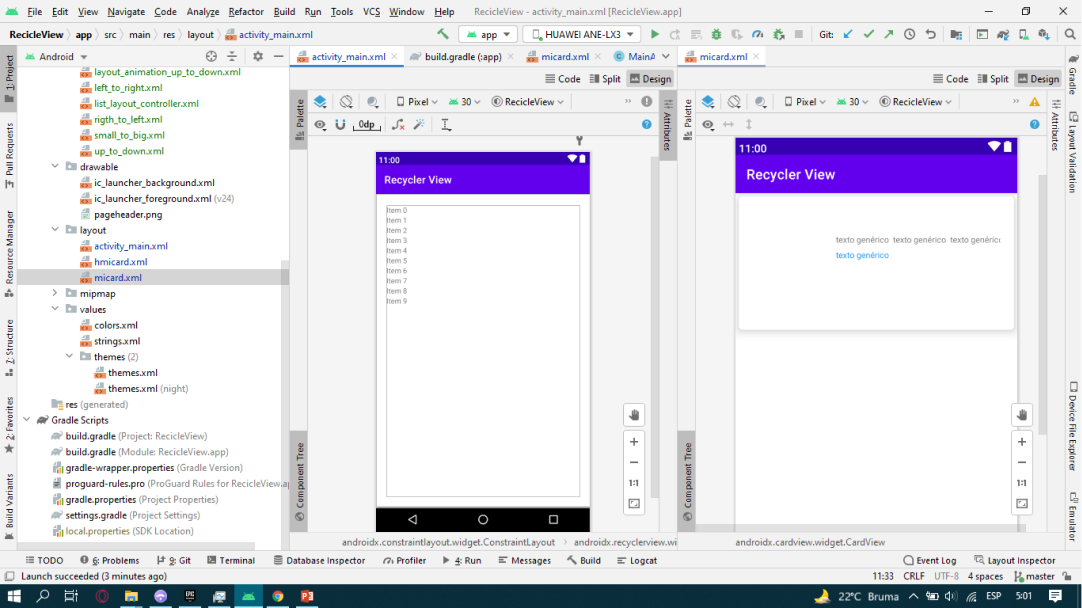 File Edit View Navigate Code Analyze Refactor Build Run Tools VCS Window Help RecicleView - activity_main.xml [RecicleView.app]
RecicleView app src main res layout activity_main.xml app HUAWEI ANE-LX3 Git:
Android activity_main.xml build.gradle (:app) micard.xml MainA micard.xml
Code Split Design Code Split Design
Pixel 30 RecicleView Pixel 30 RecicleView
0dp
layout_animation_up_to_down.xml
left_to_right.xml
list_layout_controller.xml
rigth_to_left.xml
small_to_big.xml
up_to_down.xml
drawable
ic_launcher_background.xml
ic_launcher_foreground.xml (v24)
pageheader.png
layout
activity_main.xml
hmicard.xml
micard.xml
mipmap
values
colors.xml
strings.xml
themes (2)
themes.xml
themes.xml (night)
res (generated)
Gradle Scripts
build.gradle (Project: RecicleView)
build.gradle (Module: RecicleView.app)
gradle-wrapper.properties (Gradle Version)
proguard-rules.pro (ProGuard Rules for RecicleView.a
gradle.properties (Project Properties)
settings.gradle (Project Settings)
local.properties (SDK Location)
1: Project
Pull Requests
Resource Manager
7: Structure
2: Favorites
Build Variants
Palette
Component Tree
Attributes
11:00
Recycler View
Item 0
Item 1
Item 2
Item 3
Item 4
Item 5
Item 6
Item 7
Item 8
Item 9
1:1
androidx.constraintlayout.widget.ConstraintLayout androidx.recyclerview.wi
Palette
Component Tree
Attributes
11:00
Recycler View
texto genérico texto genérico texto genérico
texto genérico
1:1
androidx.cardview.widget.CardView
Gradle
Layout Validation
Device File Explorer
Emulator
TODO 6: Problems 9: Git Terminal Database Inspector Profiler 4: Run Messages Build Logcat Event Log Layout Inspector
Launch succeeded (3 minutes ago) 11:33 CRLF UTF-8 4 spaces master
22°C Bruma ESP 5:01